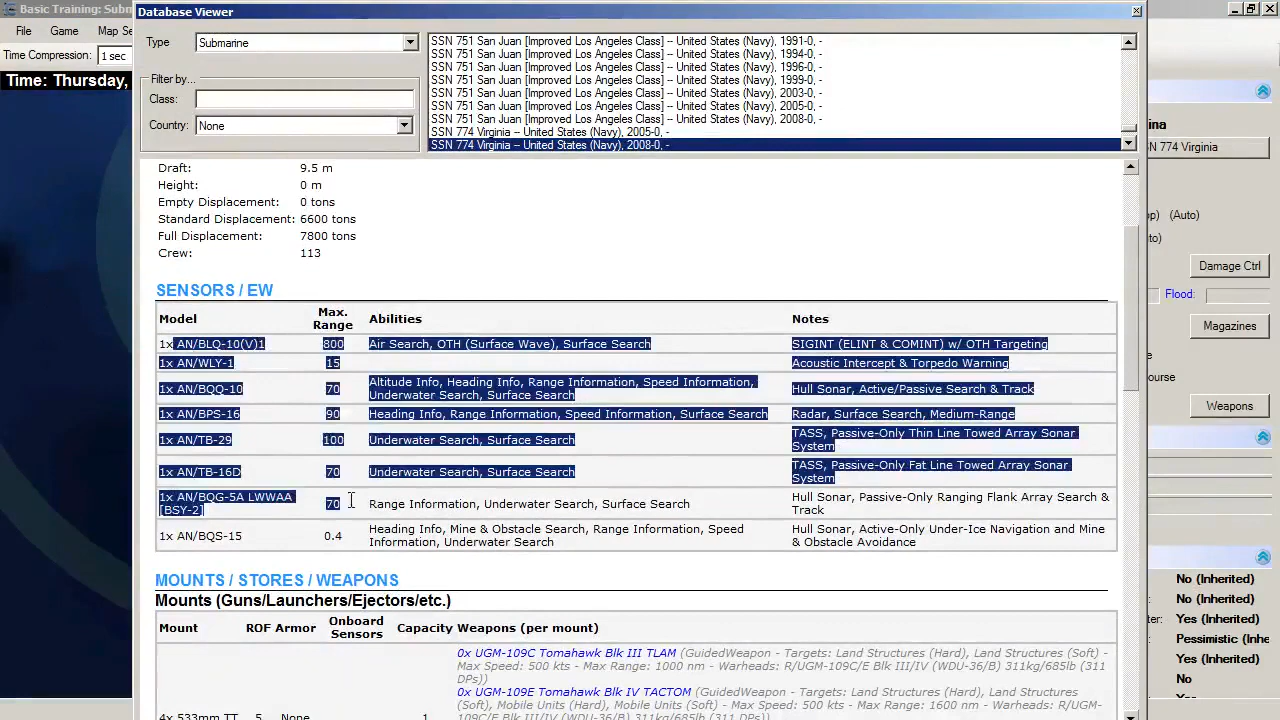 Basic Training: Subm
Database Viewer
File Game Map Se
Time Compression: 1 sec
Time: Thursday,
Type Submarine
Filter by...
Class:
Country: None
SSN 751 San Juan [Improved Los Angeles Class] -- United States (Navy), 1991-0, -
SSN 751 San Juan [Improved Los Angeles Class] -- United States (Navy), 1994-0, -
SSN 751 San Juan [Improved Los Angeles Class] -- United States (Navy), 1996-0, -
SSN 751 San Juan [Improved Los Angeles Class] -- United States (Navy), 1999-0, -
SSN 751 San Juan [Improved Los Angeles Class] -- United States (Navy), 2003-0, -
SSN 751 San Juan [Improved Los Angeles Class] -- United States (Navy), 2005-0, -
SSN 751 San Juan [Improved Los Angeles Class] -- United States (Navy), 2008-0, -
SSN 774 Virginia -- United States (Navy), 2005-0, -
SSN 774 Virginia -- United States (Navy), 2008-0, -
Draft: 9.5 m
Height: 0 m
Empty Displacement: 0 tons
Standard Displacement: 6600 tons
Full Displacement: 7800 tons
Crew: 113
SENSORS / EW
Model Max. Range Abilities Notes
1x AN/BLQ-10(V)1 800 Air Search, OTH (Surface Wave), Surface Search SIGINT (ELINT & COMINT) w/ OTH Targeting
1x AN/WLY-1 15 Acoustic Intercept & Torpedo Warning
1x AN/BQQ-10 70 Altitude Info, Heading Info, Range Information, Speed Information, Underwater Search, Surface Search Hull Sonar, Active/Passive Search & Track
1x AN/BPS-16 90 Heading Info, Range Information, Speed Information, Surface Search Radar, Surface Search, Medium-Range
1x AN/TB-29 100 Underwater Search, Surface Search TASS, Passive-Only Thin Line Towed Array Sonar System
1x AN/TB-16D 70 Underwater Search, Surface Search TASS, Passive-Only Fat Line Towed Array Sonar System
1x AN/BQG-5A LWWAA [BSY-2] 70 Range Information, Underwater Search, Surface Search Hull Sonar, Passive-Only Ranging Flank Array Search & Track
1x AN/BQS-15 0.4 Heading Info, Mine & Obstacle Search, Range Information, Speed Information, Underwater Search Hull Sonar, Active-Only Under-Ice Navigation and Mine & Obstacle Avoidance
MOUNTS / STORES / WEAPONS
Mounts (Guns/Launchers/Ejectors/etc.)
Mount ROF Armor Onboard Sensors Capacity Weapons (per mount)
0x UGM-109C Tomahawk Blk III TLAM (GuidedWeapon - Targets: Land Structures (Hard), Land Structures (Soft) -
Max Speed: 500 kts - Max Range: 1000 nm - Warheads: R/UGM-109C/E Blk III/IV (WDU-36/B) 311kg/685lb (311
DPs))
0x UGM-109E Tomahawk Blk IV TACTOM (GuidedWeapon - Targets: Land Structures (Hard), Land Structures
(Soft), Mobile Units (Hard), Mobile Units (Soft) - Max Speed: 500 kts - Max Range: 1600 nm - Warheads:
4x 533mm TT 5 None 1 R/UGM-109C/E Blk III/IV (WDU-36/B) 311kg/685lb (311 DPs))
ina
SN 774 Virginia
op) (Auto)
to)
Damage Ctrl
Flood:
Magazines
e
ourse
Weapons
No (Inherited)
No (Inherited)
Yes (Inherited)
ter: Pessimistic (Inhe
Yes (Inherited)
No